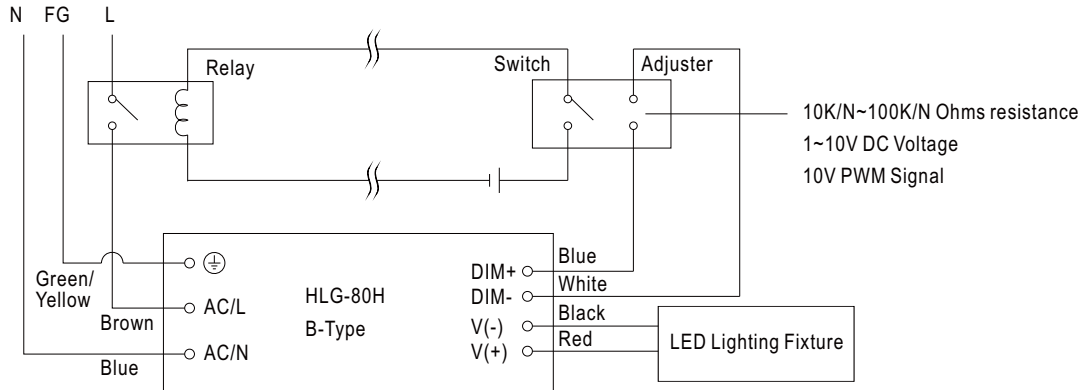 N FG L
Relay
Switch
Adjuster
10K/N~100K/N Ohms resistance
1~10V DC Voltage
10V PWM Signal
Green/
Yellow
Brown
Blue
AC/L
AC/N
HLG-80H
B-Type
DIM+
DIM-
V(-)
V(+)
Blue
White
Black
Red
LED Lighting Fixture